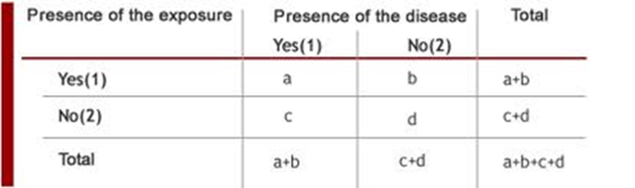 Presence of the exposure Presence of the disease Total
Yes(1) No(2)
Yes(1) a b a+b
No(2) c d c+d
Total a+b c+d a+b+c+d